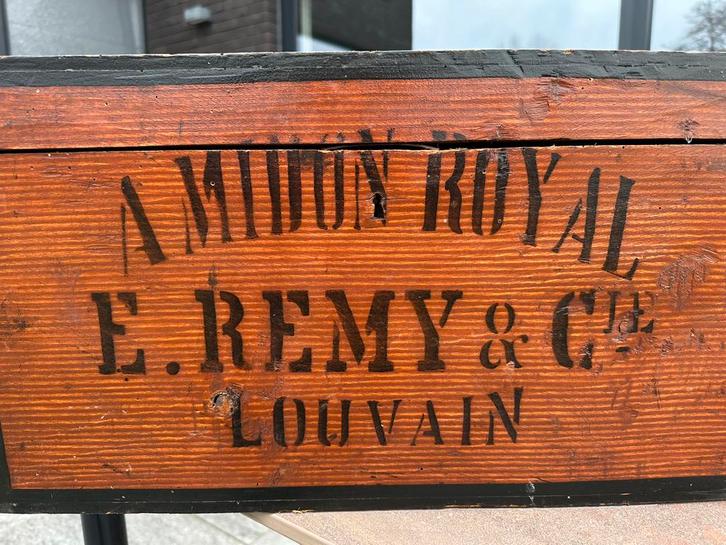 AMIDON ROYAL
E. REMY & CIE
LOUVAIN